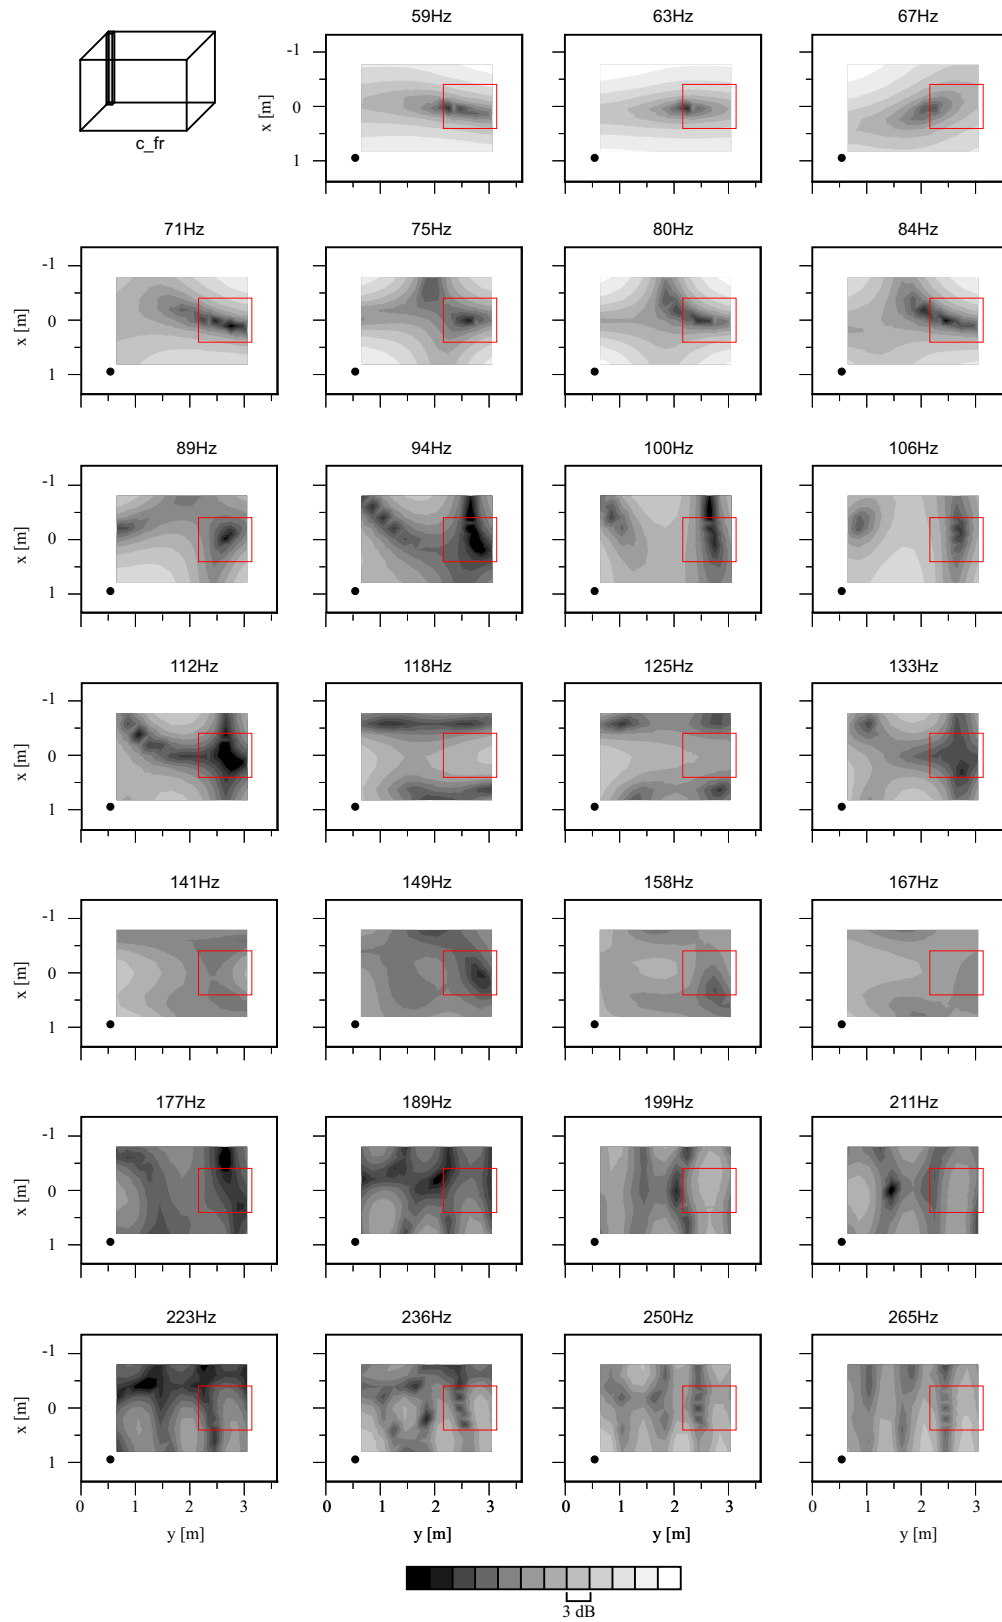 59Hz 63Hz 67Hz
-1
0
1
x [m]
c_fr
71Hz 75Hz 80Hz 84Hz
-1
0
1
x [m]
89Hz 94Hz 100Hz 106Hz
-1
0
1
x [m]
112Hz 118Hz 125Hz 133Hz
-1
0
1
x [m]
141Hz 149Hz 158Hz 167Hz
-1
0
1
x [m]
177Hz 189Hz 199Hz 211Hz
-1
0
1
x [m]
223Hz 236Hz 250Hz 265Hz
-1
0
1
x [m]
0 1 2 3 0 1 2 3 0 1 2 3 0 1 2 3
y [m] y [m] y [m] y [m]
3 dB